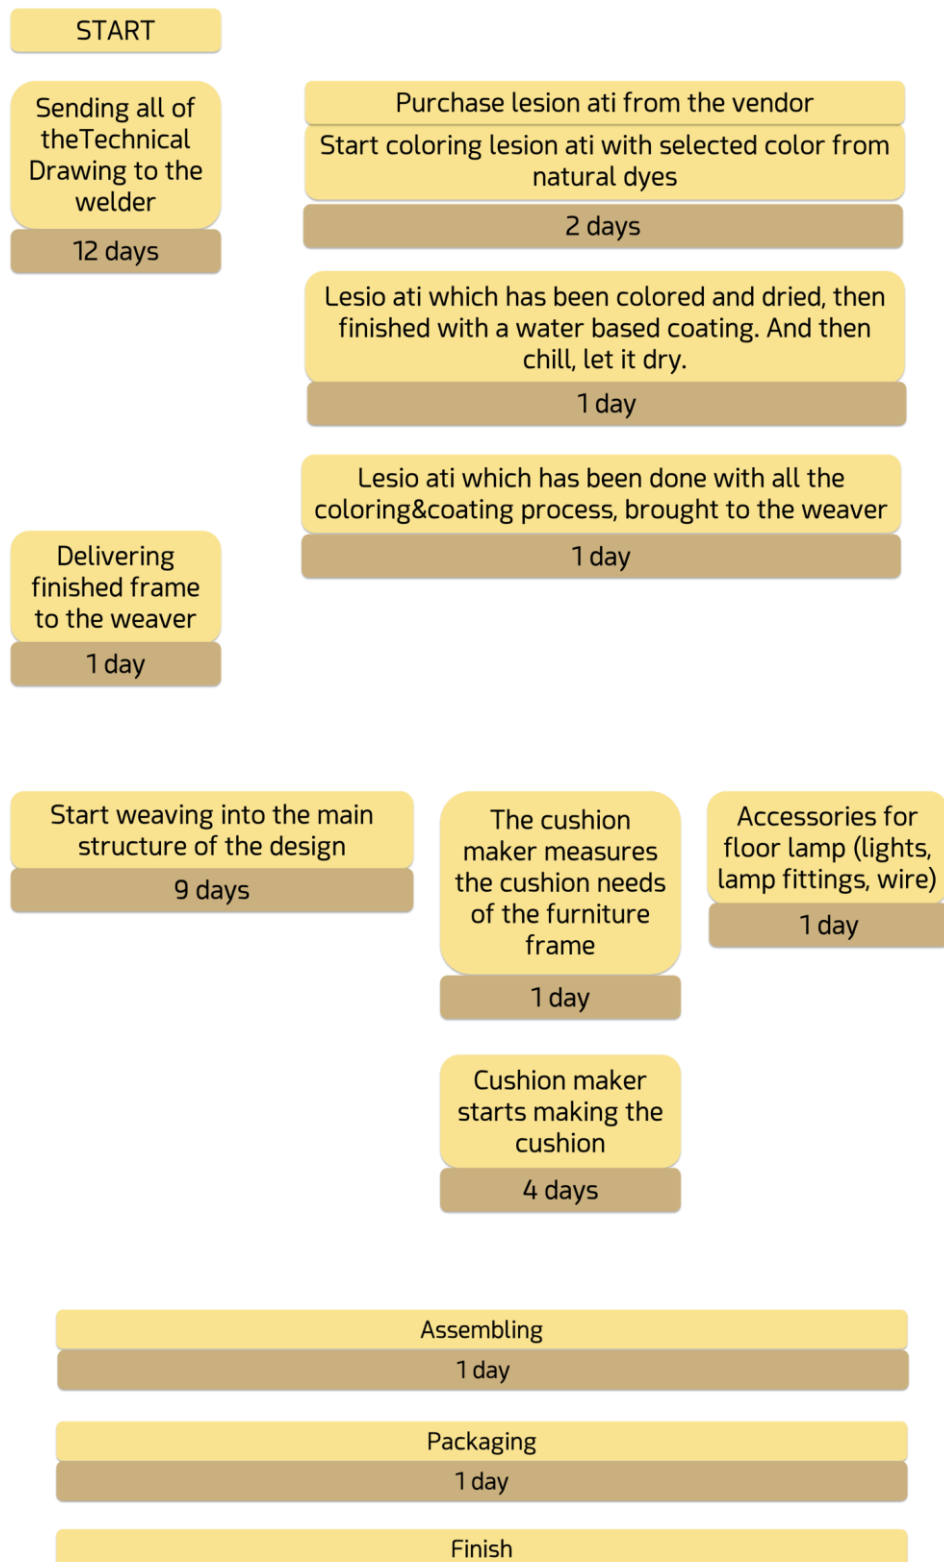 START
Sending all of
theTechnical
Drawing to the
welder
12 days
Purchase lesion ati from the vendor
Start coloring lesion ati with selected color from
natural dyes
2 days
Lesio ati which has been colored and dried, then
finished with a water based coating. And then
chill, let it dry.
1 day
Lesio ati which has been done with all the
coloring&coating process, brought to the weaver
1 day
Delivering
finished frame
to the weaver
1 day
Start weaving into the main
structure of the design
9 days
The cushion
maker measures
the cushion needs
of the furniture
frame
1 day
Accessories for
floor lamp (lights,
lamp fittings, wire)
1 day
Cushion maker
starts making the
cushion
4 days
Assembling
1 day
Packaging
1 day
Finish